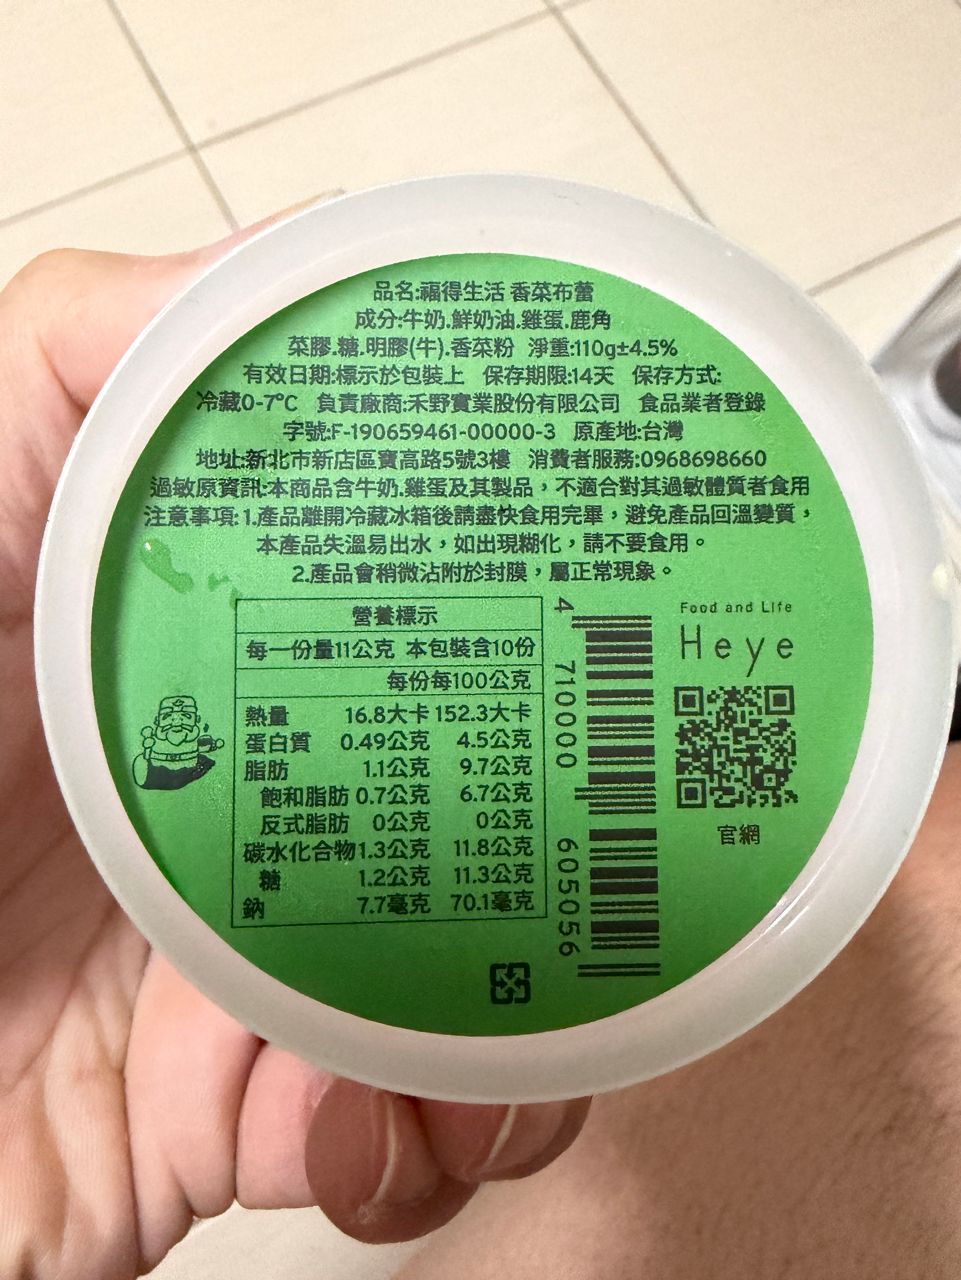 品名:福得生活 香菜布蕾
成分:牛奶.鮮奶油.雞蛋.鹿角
菜膠.糖.明膠(牛).香菜粉 淨重:110g±4.5%
有效日期:標示於包裝上 保存期限:14天 保存方式:
冷藏0-7°C 負責廠商:禾野實業股份有限公司 食品業者登錄
字號:F-190659461-00000-3 原產地:台灣
地址:新北市新店區寶高路5號3樓 消費者服務:0968698660
過敏原資訊:本商品含牛奶.雞蛋及其製品，不適合對其過敏體質者食用
注意事項:1.產品離開冷藏冰箱後請盡快食用完畢，避免產品回溫變質，
本產品失溫易出水，如出現糊化，請不要食用。
2.產品會稍微沾附於封膜，屬正常現象。
營養標示
每一份量11公克 本包裝含10份
每份每100公克
熱量 16.8大卡 152.3大卡
蛋白質 0.49公克 4.5公克
脂肪 1.1公克 9.7公克
飽和脂肪 0.7公克 6.7公克
反式脂肪 0公克 0公克
碳水化合物 1.3公克 11.8公克
糖 1.2公克 11.3公克
鈉 7.7毫克 70.1毫克
4 710000 605056
Food and Life
Heye
官網